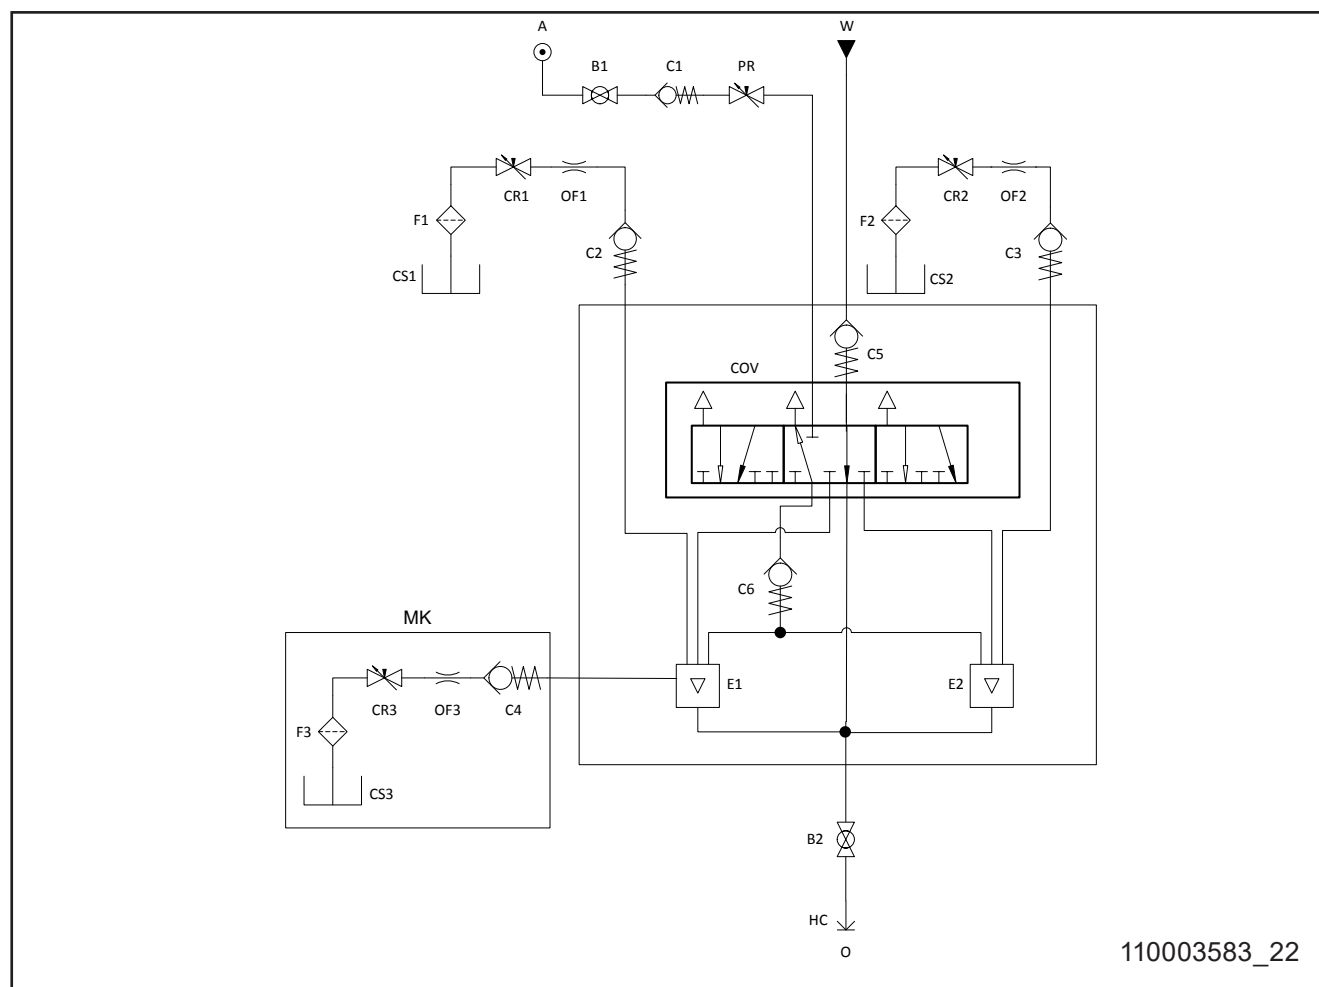 A
W
B1
C1
PR
CR1
OF1
CR2
OF2
F1
F2
C2
C3
CS1
CS2
C5
COV
C6
MK
E1
E2
CR3
OF3
C4
F3
CS3
B2
HC
O
110003583_22